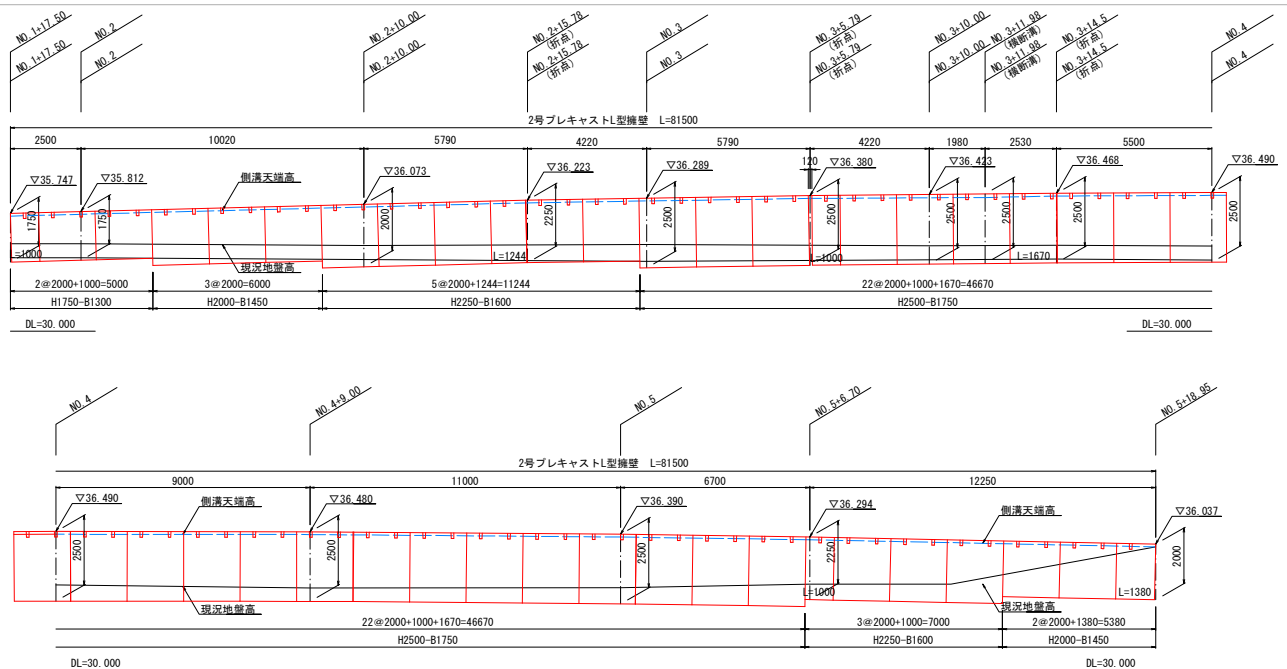 NO.1+17.50
NO.2
NO.2+10.00
NO.2+15.78
(折点)
NO.3
NO.3+5.79
(折点)
NO.3+10.00
NO.3+11.98
(横断溝)
NO.3+14.5
(折点)
NO.4
NO.1+17.50
NO.2
NO.2+10.00
NO.2+15.78
(折点)
NO.3
NO.3+5.79
(折点)
NO.3+10.00
NO.3+11.98
(横断溝)
NO.3+14.5
(折点)
NO.4
2号プレキャストL型擁壁 L=81500
2500 10020 5790 4220 5790 4220 1980 2530 5500
120
▽35.747 ▽35.812 側溝天端高 ▽36.073 ▽36.223 ▽36.289 ▽36.380 ▽36.423 ▽36.468 ▽36.490
1750 1750 2000 2250 2500 2500 2500 2500 2500 2500
L=1000 現況地盤高 L=1244 L=1000 L=1670
2@2000+1000=5000 3@2000=6000 5@2000+1244=11244 22@2000+1000+1670=46670
H1750-B1300 H2000-B1450 H2250-B1600 H2500-B1750
DL=30.000 DL=30.000
NO.4
NO.4+9.00
NO.5
NO.5+6.70
NO.5+18.95
2号プレキャストL型擁壁 L=81500
9000 11000 6700 12250
▽36.490 側溝天端高 ▽36.480 ▽36.390 ▽36.294 側溝天端高 ▽36.037
2500 2500 2500 2250 2000
現況地盤高 L=1000 現況地盤高 L=1380
22@2000+1000+1670=46670 3@2000+1000=7000 2@2000+1380=5380
H2500-B1750 H2250-B1600 H2000-B1450
DL=30.000 DL=30.000